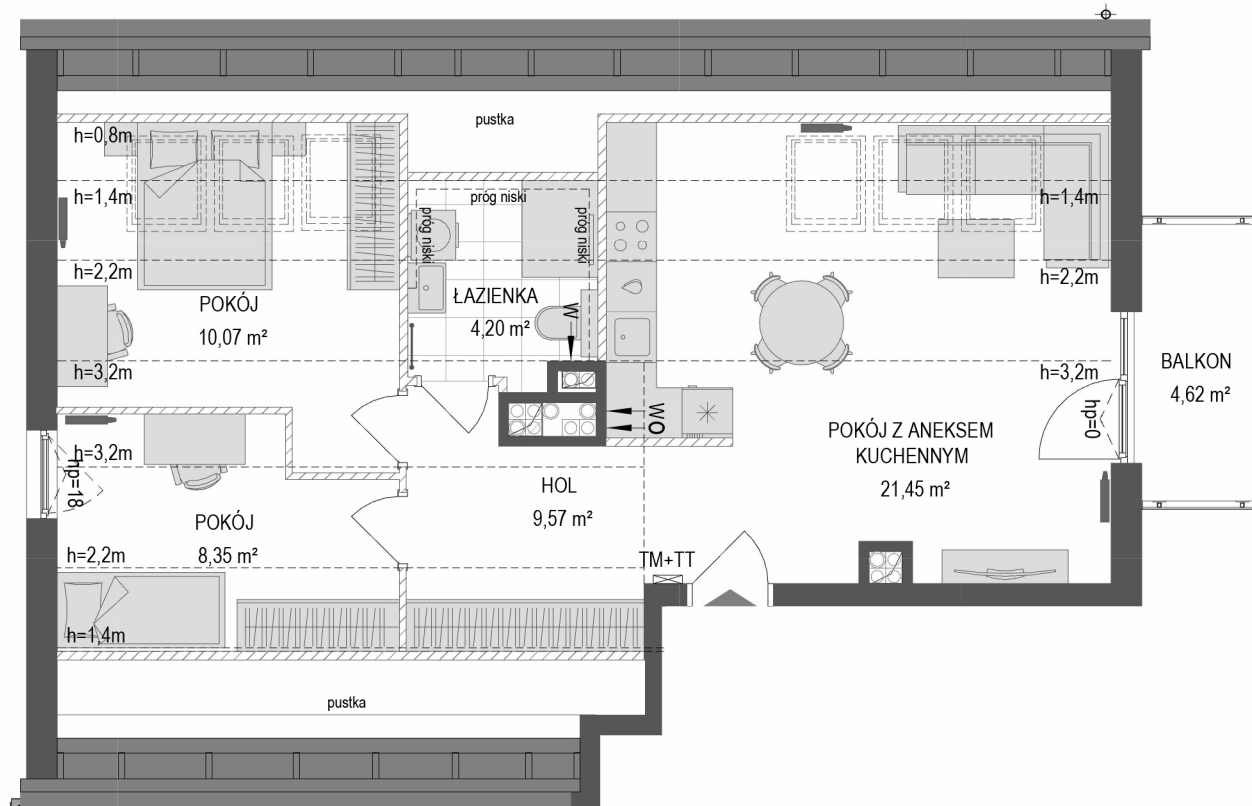 pustka
h=0,8m
h=1,4m
próg niski
próg niski
próg niski
h=1,4m
h=2,2m
h=2,2m
POKÓJ
10,07 m²
ŁAZIENKA
4,20 m²
W
h=3,2m
h=3,2m
BALKON
4,62 m²
hp=0
WO
POKÓJ Z ANEKSEM
KUCHENNYM
21,45 m²
h=3,2m
hp=81
HOL
9,57 m²
POKÓJ
8,35 m²
h=2,2m
TM+TT
h=1,4m
pustka